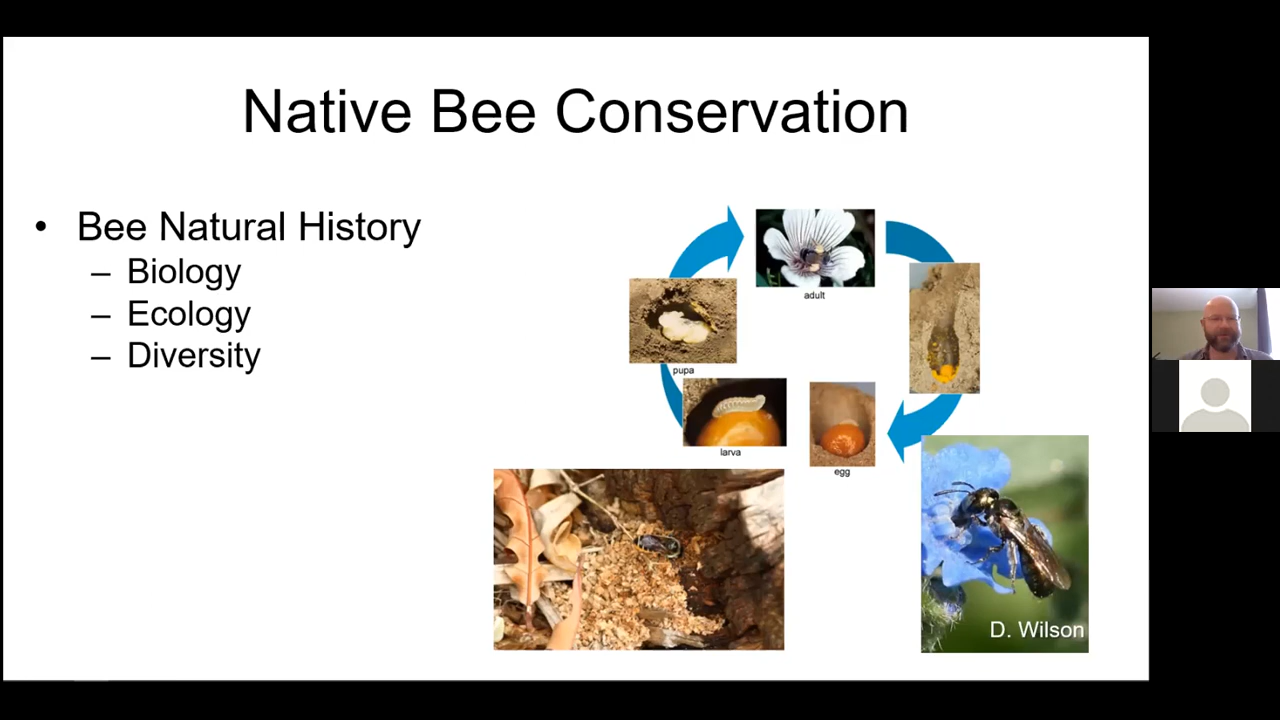 Native Bee Conservation
• Bee Natural History
– Biology
– Ecology
– Diversity
adult
pupa
larva
egg
D. Wilson